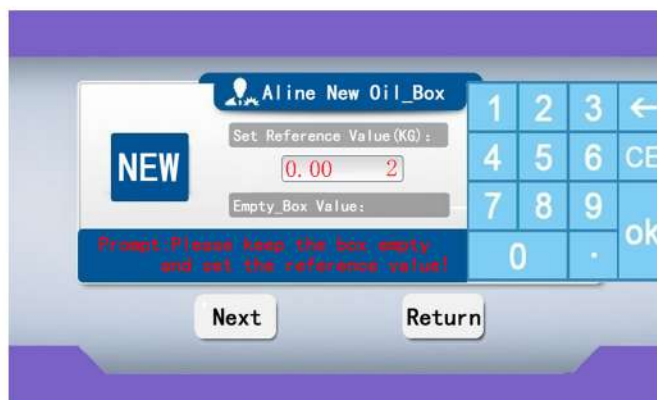 Aline New Oil_Box
1 2 3 ←
Set Reference Value(KG):
NEW
0.00 2
4 5 6 CE
Empty_Box Value:
7 8 9
Prompt:Please keep the box empty
and set the reference value!
0 . ok
Next Return